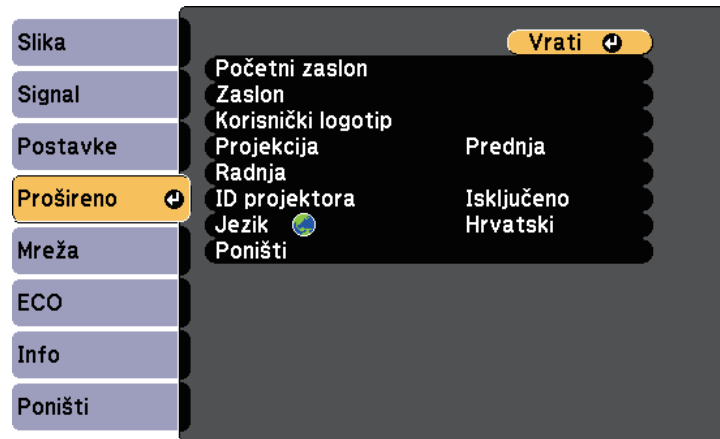 Slika
Signal
Postavke
Prošireno
Mreža
ECO
Info
Poništi
Vrati
Početni zaslon
Zaslon
Korisnički logotip
Projekcija Prednja
Radnja
ID projektora Isključeno
Jezik Hrvatski
Poništi